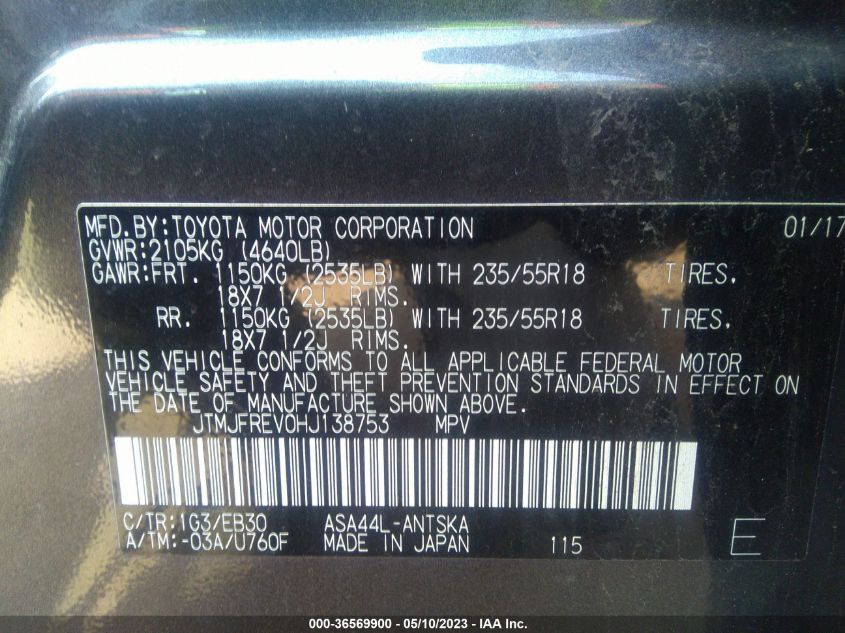 MFD.BY:TOYOTA MOTOR CORPORATION 01/17
GVWR:2105KG (4640LB)
GAWR:FRT. 1150KG (2535LB) WITH 235/55R18 TIRES,
18X7 1/2J RIMS.
RR. 1150KG (2535LB) WITH 235/55R18 TIRES,
18X7 1/2J RIMS.
THIS VEHICLE CONFORMS TO ALL APPLICABLE FEDERAL MOTOR
VEHICLE SAFETY AND THEFT PREVENTION STANDARDS IN EFFECT ON
THE DATE OF MANUFACTURE SHOWN ABOVE.
JTMJFREV0HJ138753 MPV
C/TR:1G3/EB30 ASA44L-ANTSKA
A/TM:-03A/U760F MADE IN JAPAN 115 E
000-36569900 - 05/10/2023 - IAA Inc.